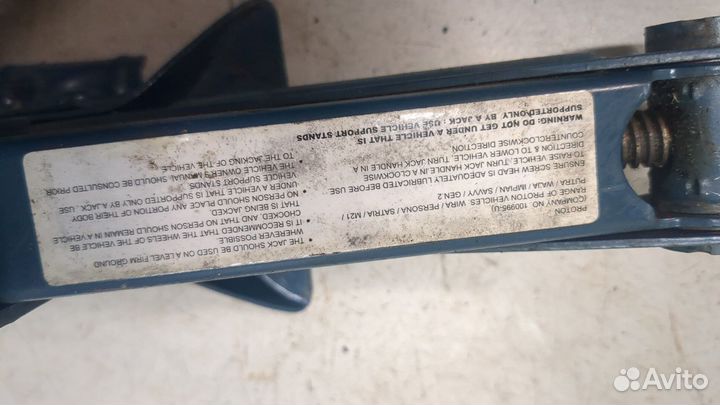 PROTON
(COMPANY NO 100995-U)
RANGE OF PROTON VEHICLES. WIRA / PERSONA / SATRIA / M21 /
PUTRA / WAJA / IMPIAN / SAVVY / GEN.2
ENSURE SCREW HEAD IS ADEQUATELY LUBRICATED BEFORE USE
TO RAISE VEHICLE, TURN JACK HANDLE IN A CLOCKWISE
DIRECTION & TO LOWER VEHICLE, TURN JACK HANDLE IN A
COUNTERCLOCKWISE DIRECTION.
WARNING: DO NOT GET UNDER A VEHICLE THAT IS
SUPPORTED ONLY BY A JACK : USE VEHICLE SUPPORT STANDS
• THE JACK SHOULD BE USED ON A LEVEL FIRM GROUND
WHEREVER POSSIBLE.
• IT IS RECOMMENDED THAT THE WHEELS OF THE VEHICLE BE
CHOCKED AND THAT NO PERSON SHOULD REMAIN IN A VEHICLE
THAT IS BEING JACKED.
• NO PERSON SHOULD PLACE ANY PORTION OF THEIR BODY
UNDER A VEHICLE THAT IS SUPPORTED ONLY BY A JACK. USE
VEHICLE SUPPORT STANDS.
• THE VEHICLE OWNER'S MANUAL SHOULD BE CONSULTED PRIOR
TO THE JACKING OF THE VEHICLE
Avito